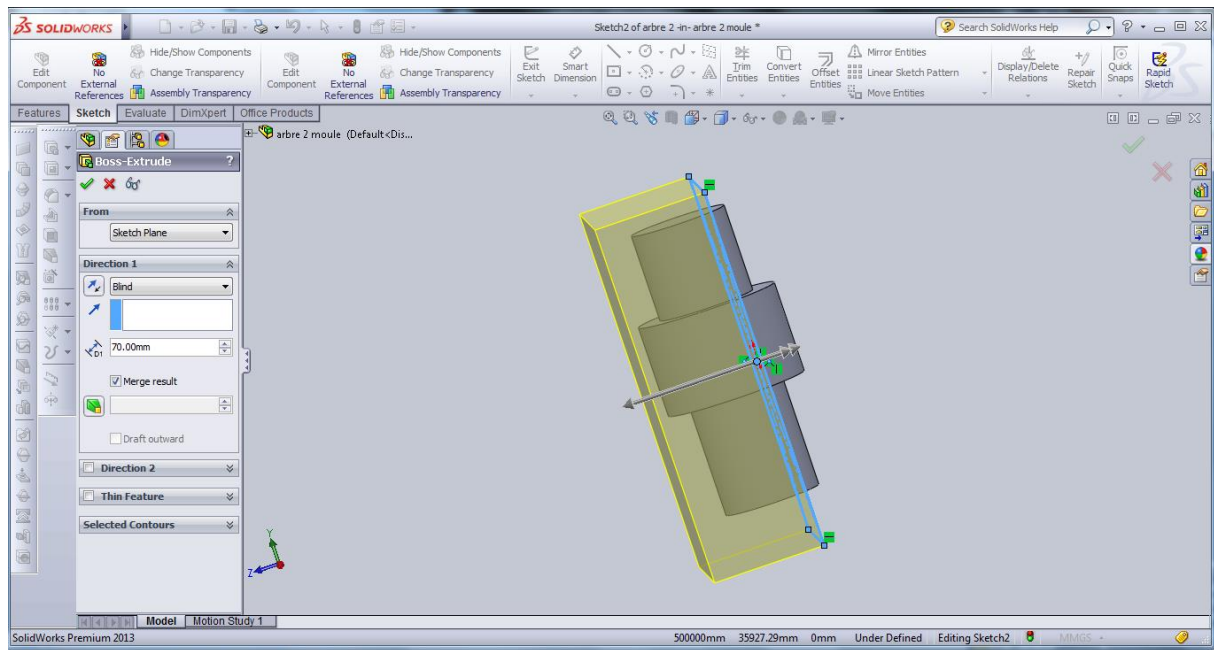 SOLIDWORKS
Sketch2 of arbre 2 -in- arbre 2 moule *
Search SolidWorks Help
Edit Component
No External References
Hide/Show Components
Change Transparency
Assembly Transparency
Edit Component
No External References
Hide/Show Components
Change Transparency
Assembly Transparency
Exit Sketch
Smart Dimension
Trim Entities
Convert Entities
Offset Entities
Mirror Entities
Linear Sketch Pattern
Move Entities
Display/Delete Relations
Repair Sketch
Quick Snaps
Rapid Sketch
Features Sketch Evaluate DimXpert Office Products
arbre 2 moule (Default<Dis...
Boss-Extrude ?
From
Sketch Plane
Direction 1
Blind
D1 70.00mm
Merge result
Draft outward
Direction 2
Thin Feature
Selected Contours
Y
Z
Model Motion Study 1
SolidWorks Premium 2013 500000mm 35927.29mm 0mm Under Defined Editing Sketch2 MMGS